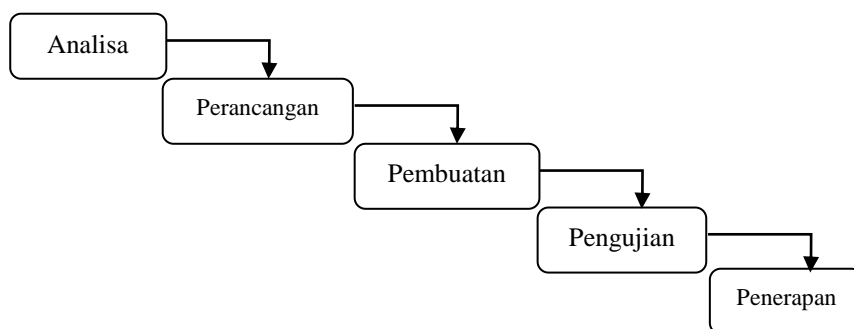 Analisa
Perancangan
Pembuatan
Pengujian
Penerapan